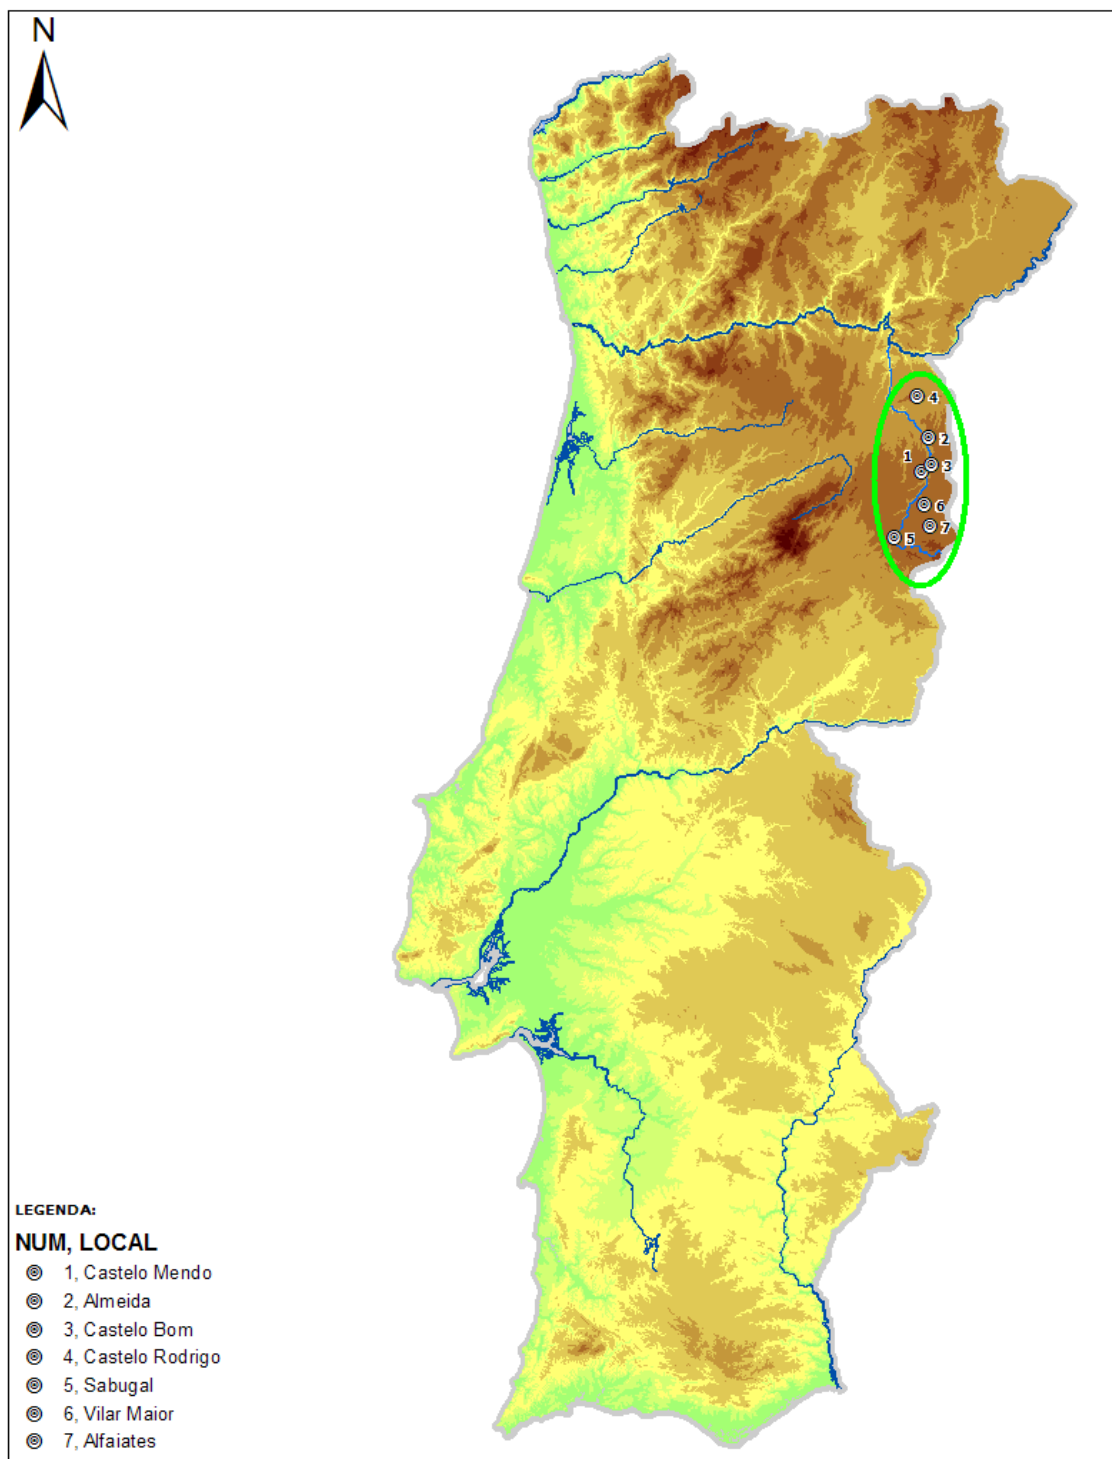 N
4
2
1
3
6
7
5
LEGENDA:
NUM, LOCAL
1, Castelo Mendo
2, Almeida
3, Castelo Bom
4, Castelo Rodrigo
5, Sabugal
6, Vilar Maior
7, Alfaiates